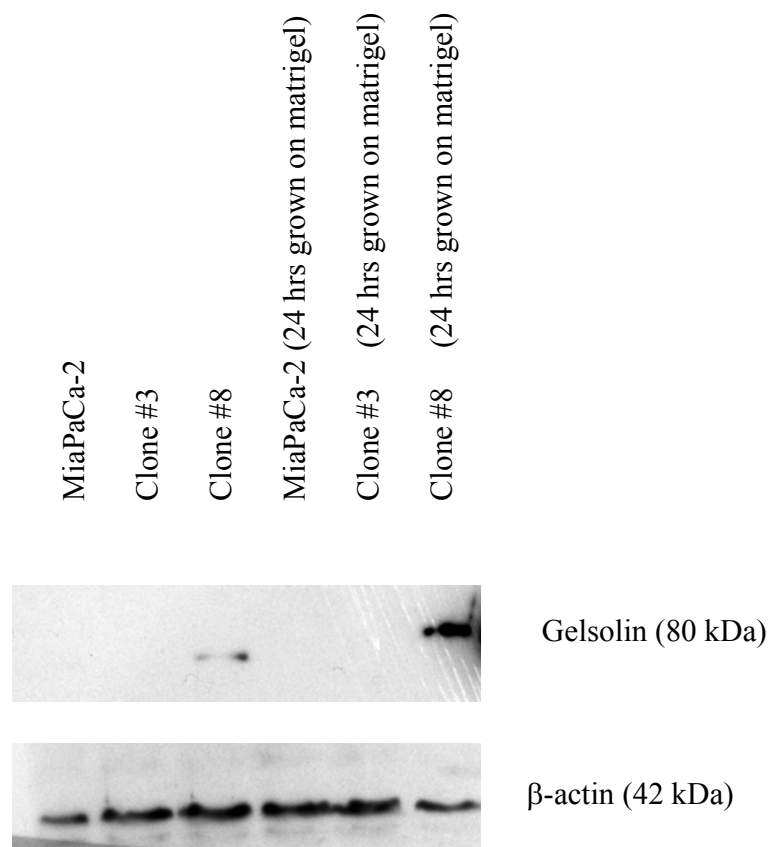 MiaPaCa-2
Clone #3
Clone #8
MiaPaCa-2 (24 hrs grown on matrigel)
Clone #3 (24 hrs grown on matrigel)
Clone #8 (24 hrs grown on matrigel)
Gelsolin (80 kDa)
β-actin (42 kDa)